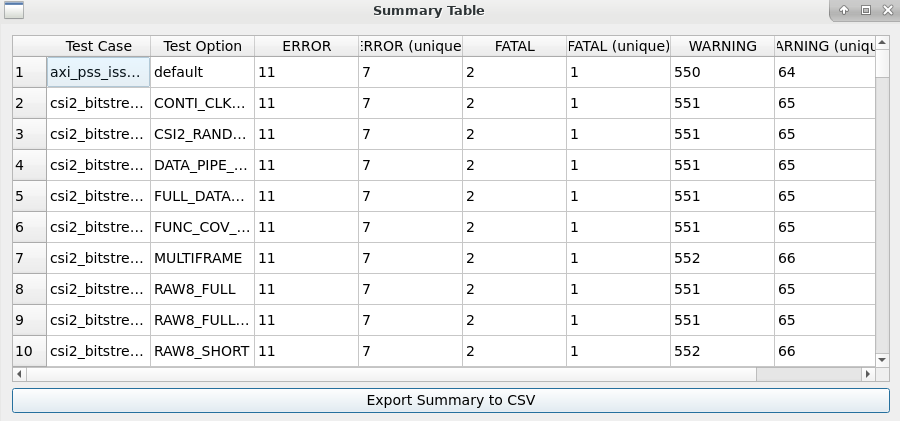 Summary Table
Test Case Test Option ERROR ERROR (unique FATAL FATAL (unique) WARNING ARNING (uniqu
1 axi_pss_iss... default 11 7 2 1 550 64
2 csi2_bitstre... CONTI_CLK... 11 7 2 1 551 65
3 csi2_bitstre... CSI2_RAND... 11 7 2 1 551 65
4 csi2_bitstre... DATA_PIPE_... 11 7 2 1 551 65
5 csi2_bitstre... FULL_DATA... 11 7 2 1 551 65
6 csi2_bitstre... FUNC_COV_... 11 7 2 1 551 65
7 csi2_bitstre... MULTIFRAME 11 7 2 1 552 66
8 csi2_bitstre... RAW8_FULL 11 7 2 1 551 65
9 csi2_bitstre... RAW8_FULL... 11 7 2 1 551 65
10 csi2_bitstre... RAW8_SHORT 11 7 2 1 552 66
Export Summary to CSV